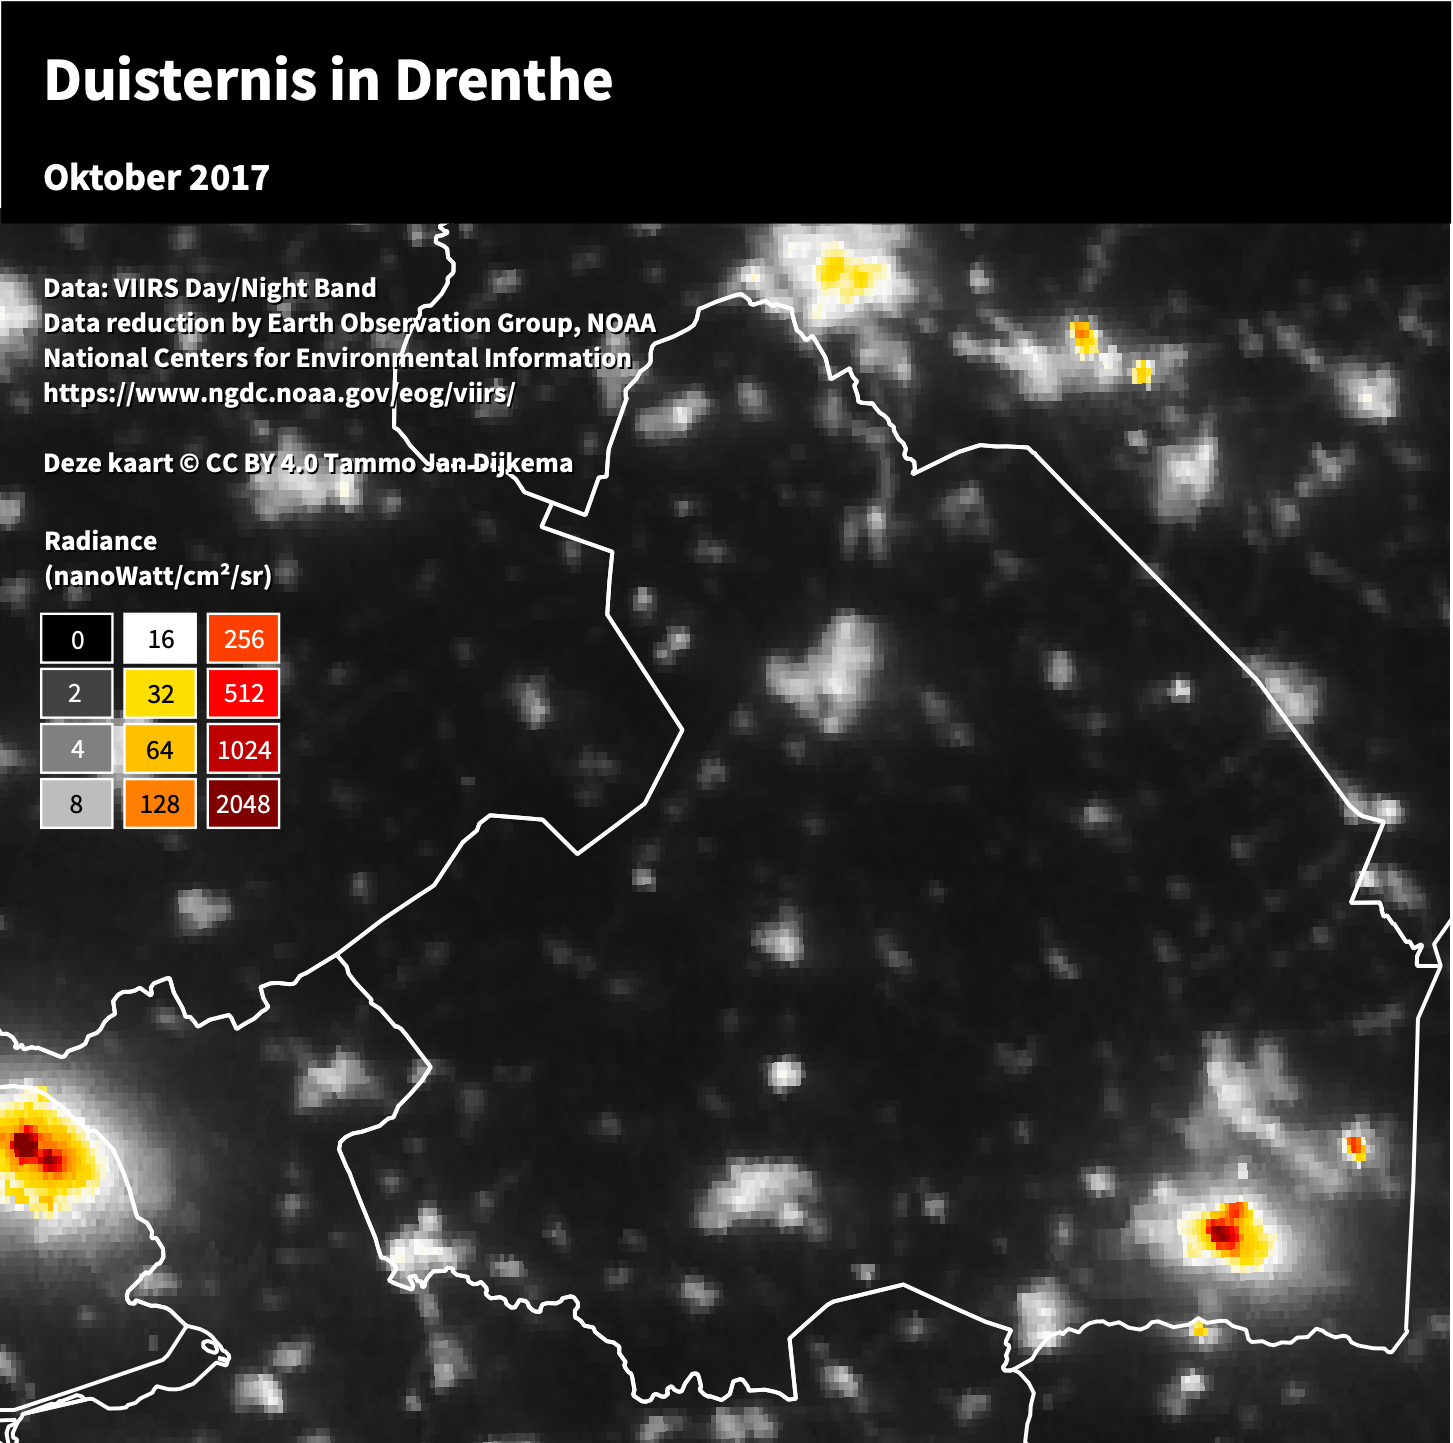 Duisternis in Drenthe
Oktober 2017
Data: VIIRS Day/Night Band
Data reduction by Earth Observation Group, NOAA
National Centers for Environmental Information
https://www.ngdc.noaa.gov/eog/viirs/
Deze kaart © CC BY 4.0 Tammo Jan Dijkema
Radiance
(nanoWatt/cm²/sr)
0 16 256
2 32 512
4 64 1024
8 128 2048